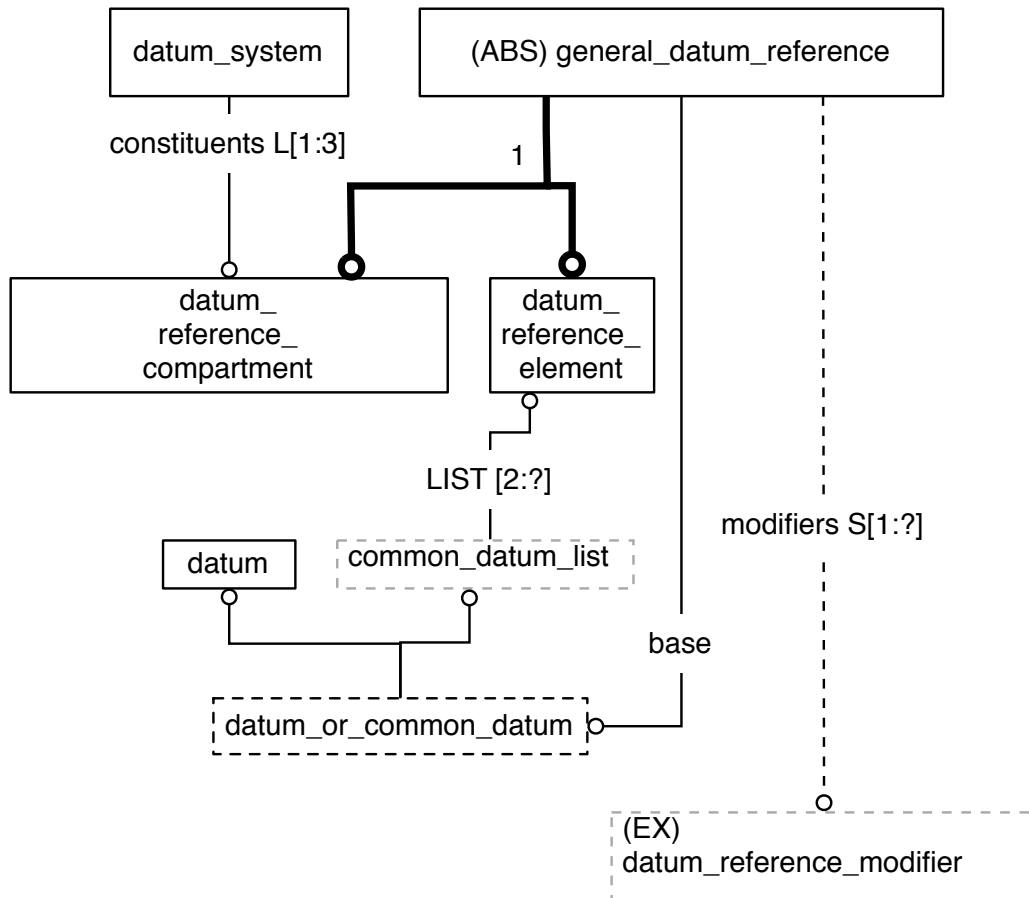 datum_system
(ABS) general_datum_reference
constituents L[1:3]
1
datum_
reference_
compartment
datum_
reference_
element
LIST [2:?]
modifiers S[1:?]
datum
common_datum_list
base
datum_or_common_datum
(EX)
datum_reference_modifier